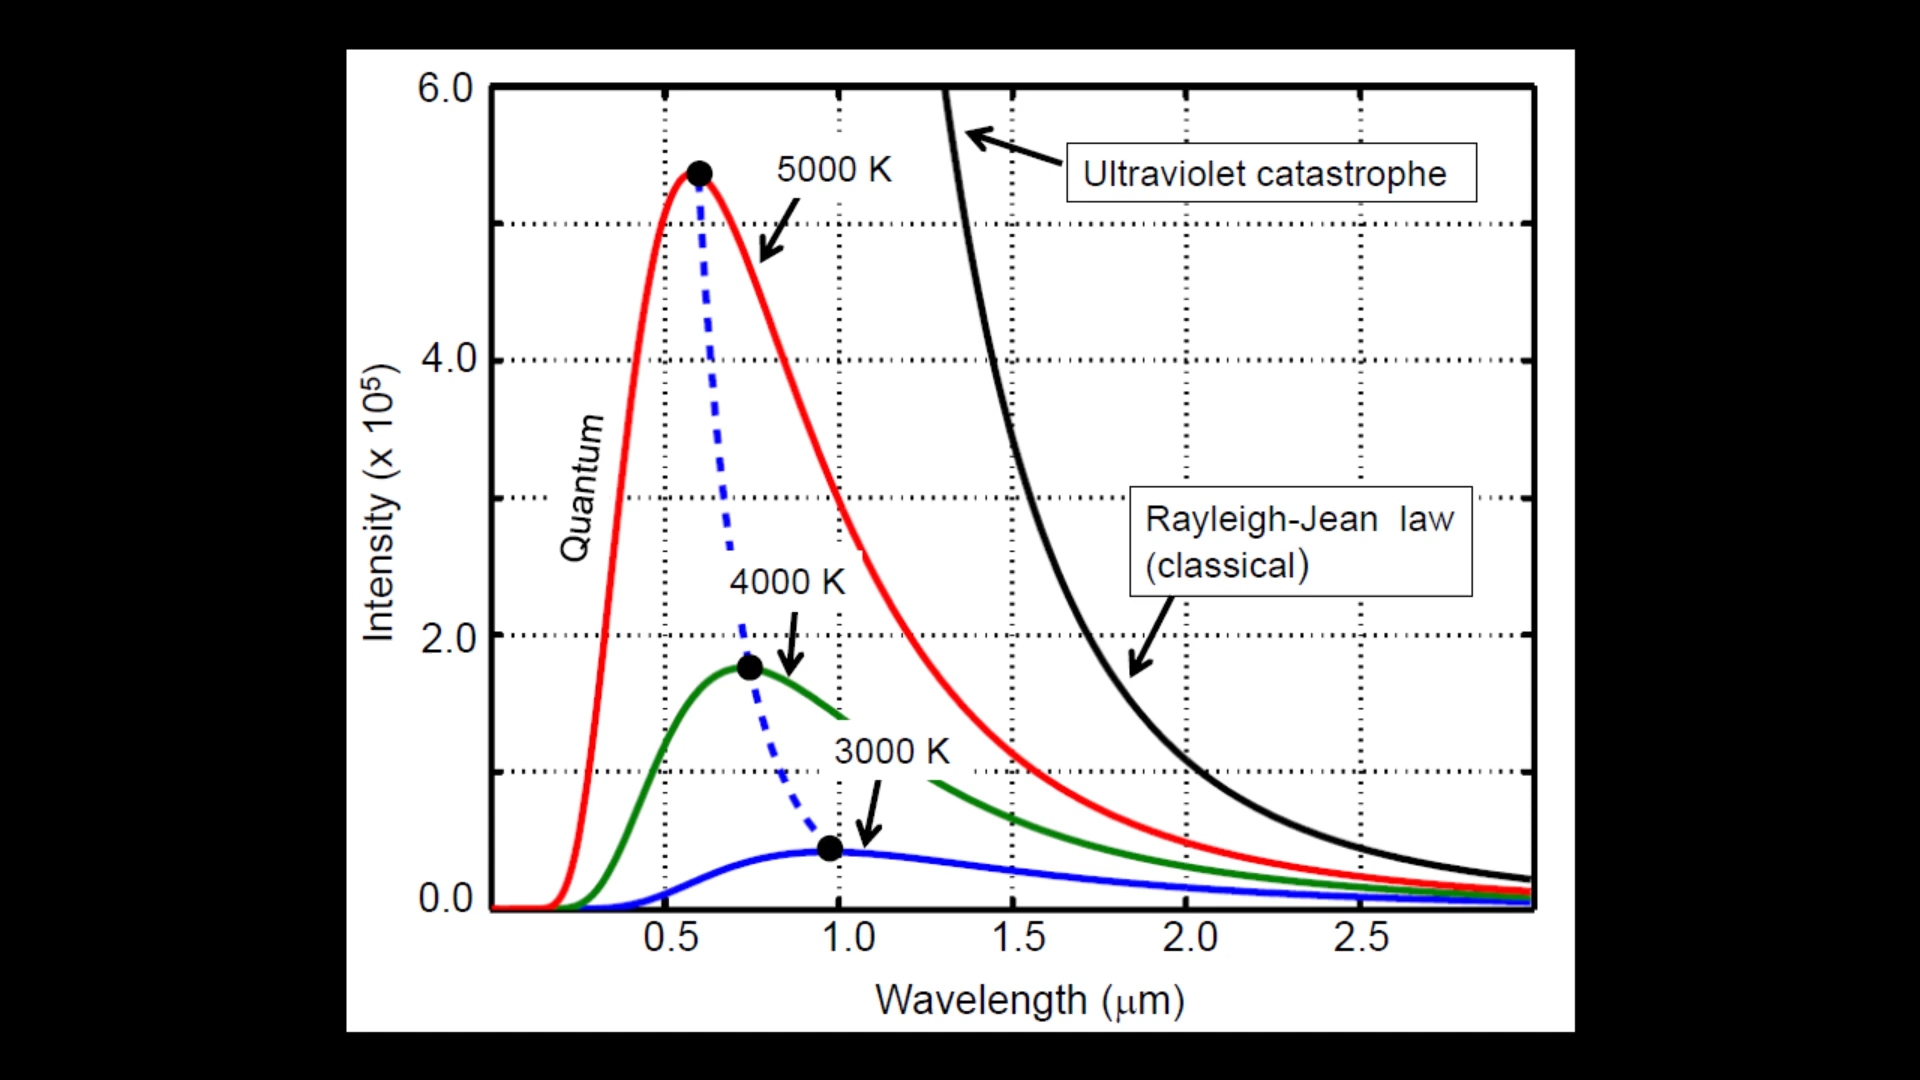 6.0
5000 K
Ultraviolet catastrophe
4.0
Intensity (x 10⁵)
Quantum
Rayleigh-Jean law
(classical)
4000 K
2.0
3000 K
0.0
0.5 1.0 1.5 2.0 2.5
Wavelength (μm)